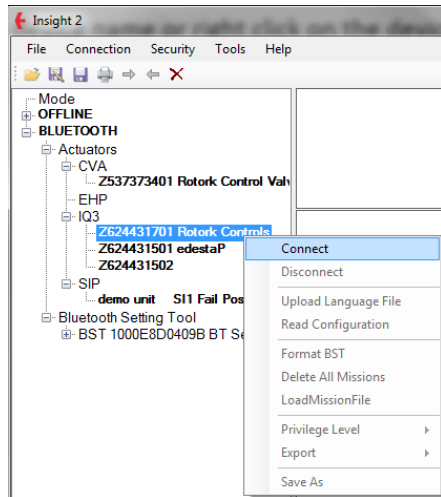 Insight 2
File Connection Security Tools Help
Mode
OFFLINE
BLUETOOTH
Actuators
CVA
Z537373401 Rotork Control Valv
EHP
IQ3
Z624431701 Rotork Controls
Z624431501 edestaP
Z624431502
SIP
demo unit SI1 Fail Pos
Bluetooth Setting Tool
BST 1000E8D0409B BT Se
Connect
Disconnect
Upload Language File
Read Configuration
Format BST
Delete All Missions
LoadMissionFile
Privilege Level
Export
Save As